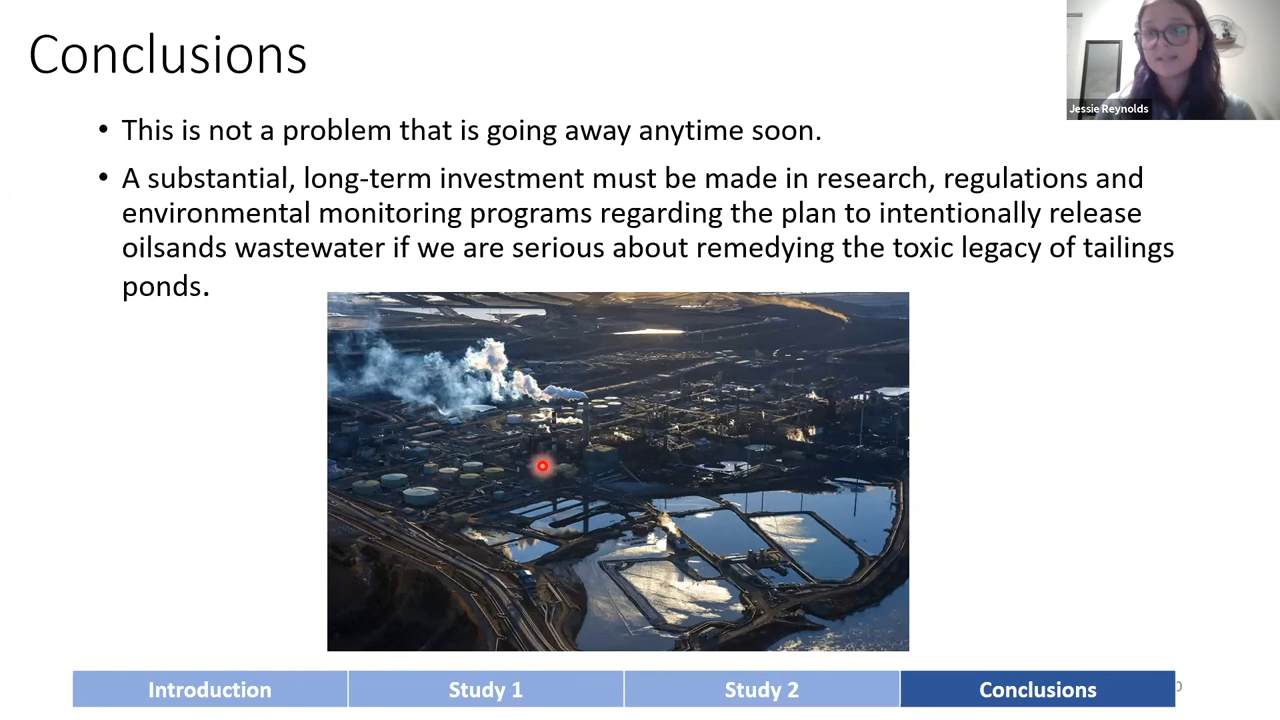 Conclusions
Jessie Reynolds
• This is not a problem that is going away anytime soon.
• A substantial, long-term investment must be made in research, regulations and
environmental monitoring programs regarding the plan to intentionally release
oilsands wastewater if we are serious about remedying the toxic legacy of tailings
ponds.
Introduction Study 1 Study 2 Conclusions